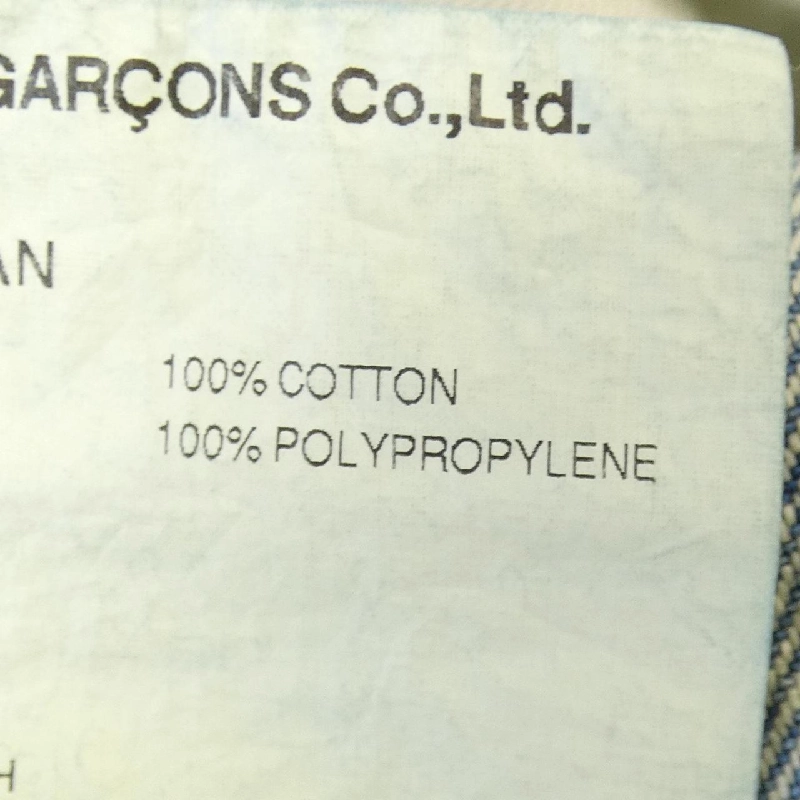 GARÇONS Co.,Ltd.
AN
100% COTTON
100% POLYPROPYLENE
H